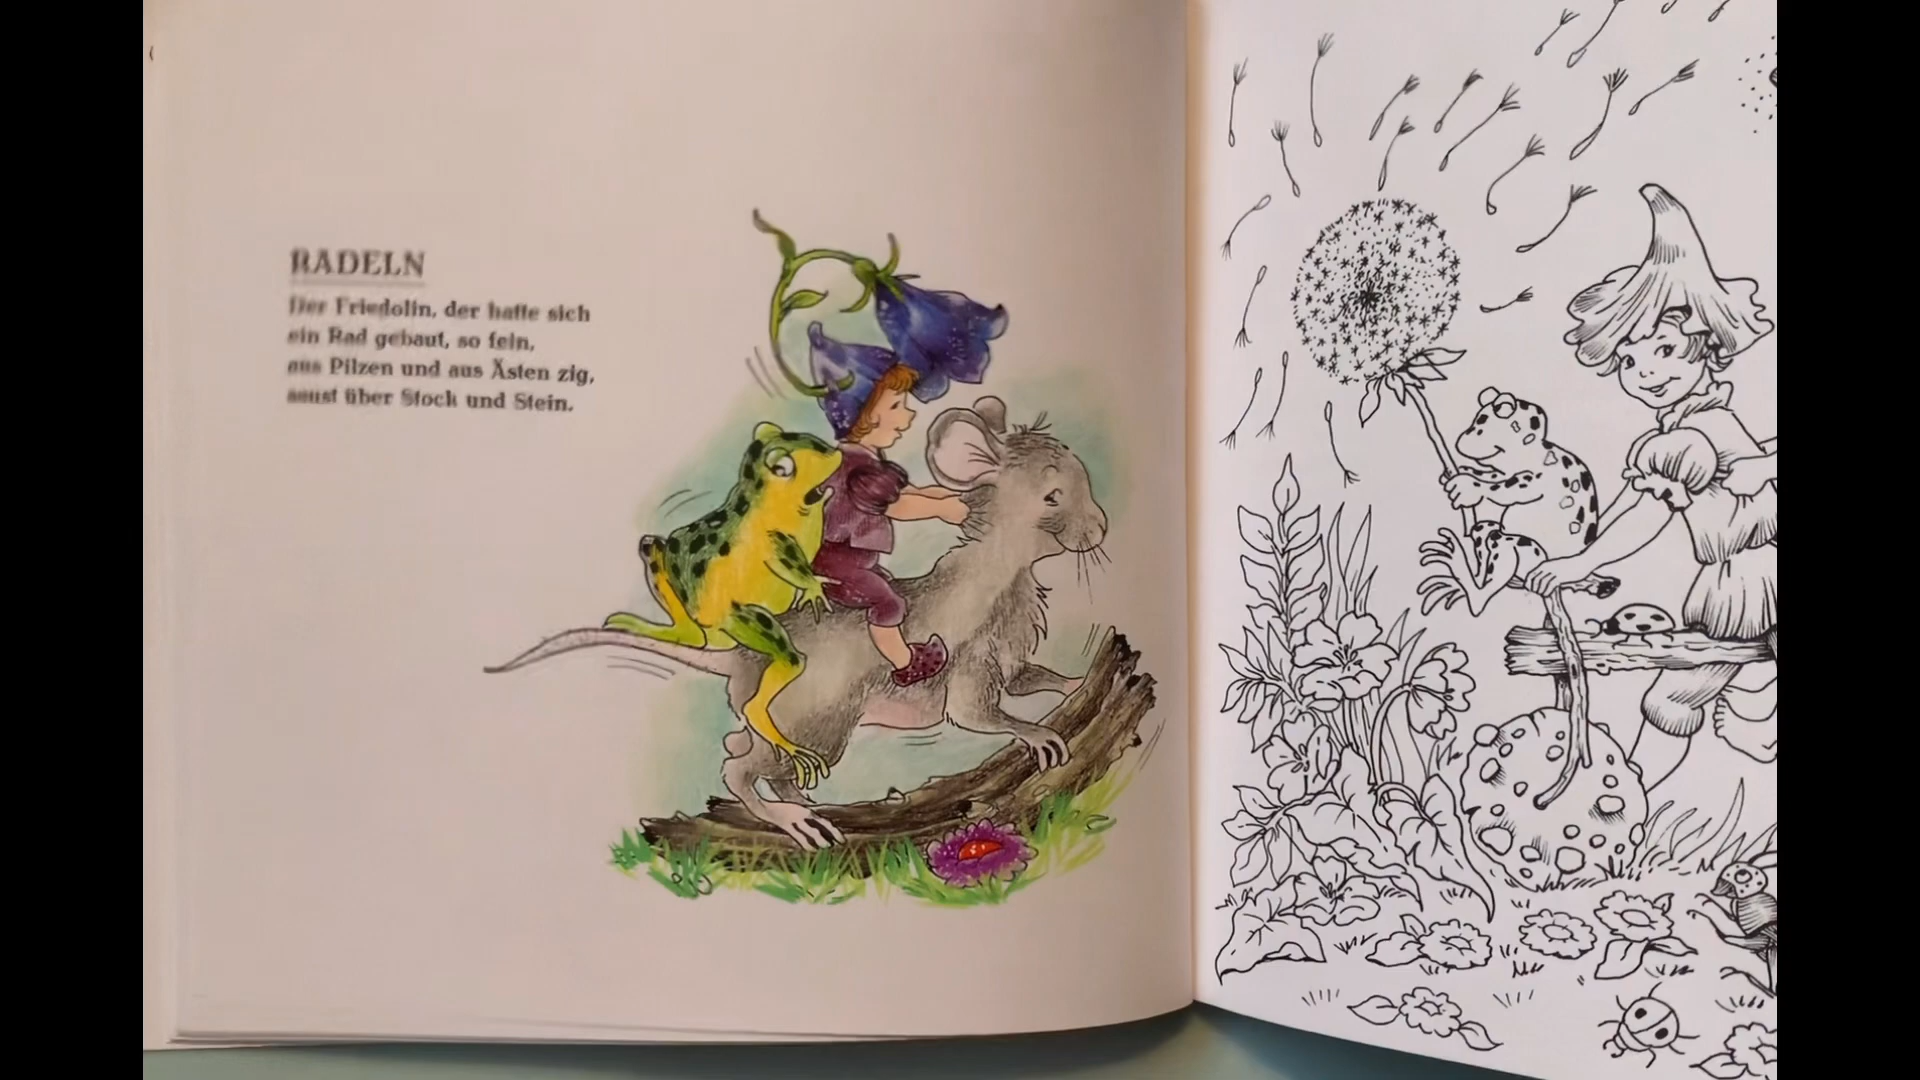 RADELN
Der Friedolin, der hatte sich
ein Rad gebaut, so fein,
aus Pilzen und aus Ästen zig,
saust über Stock und Stein.